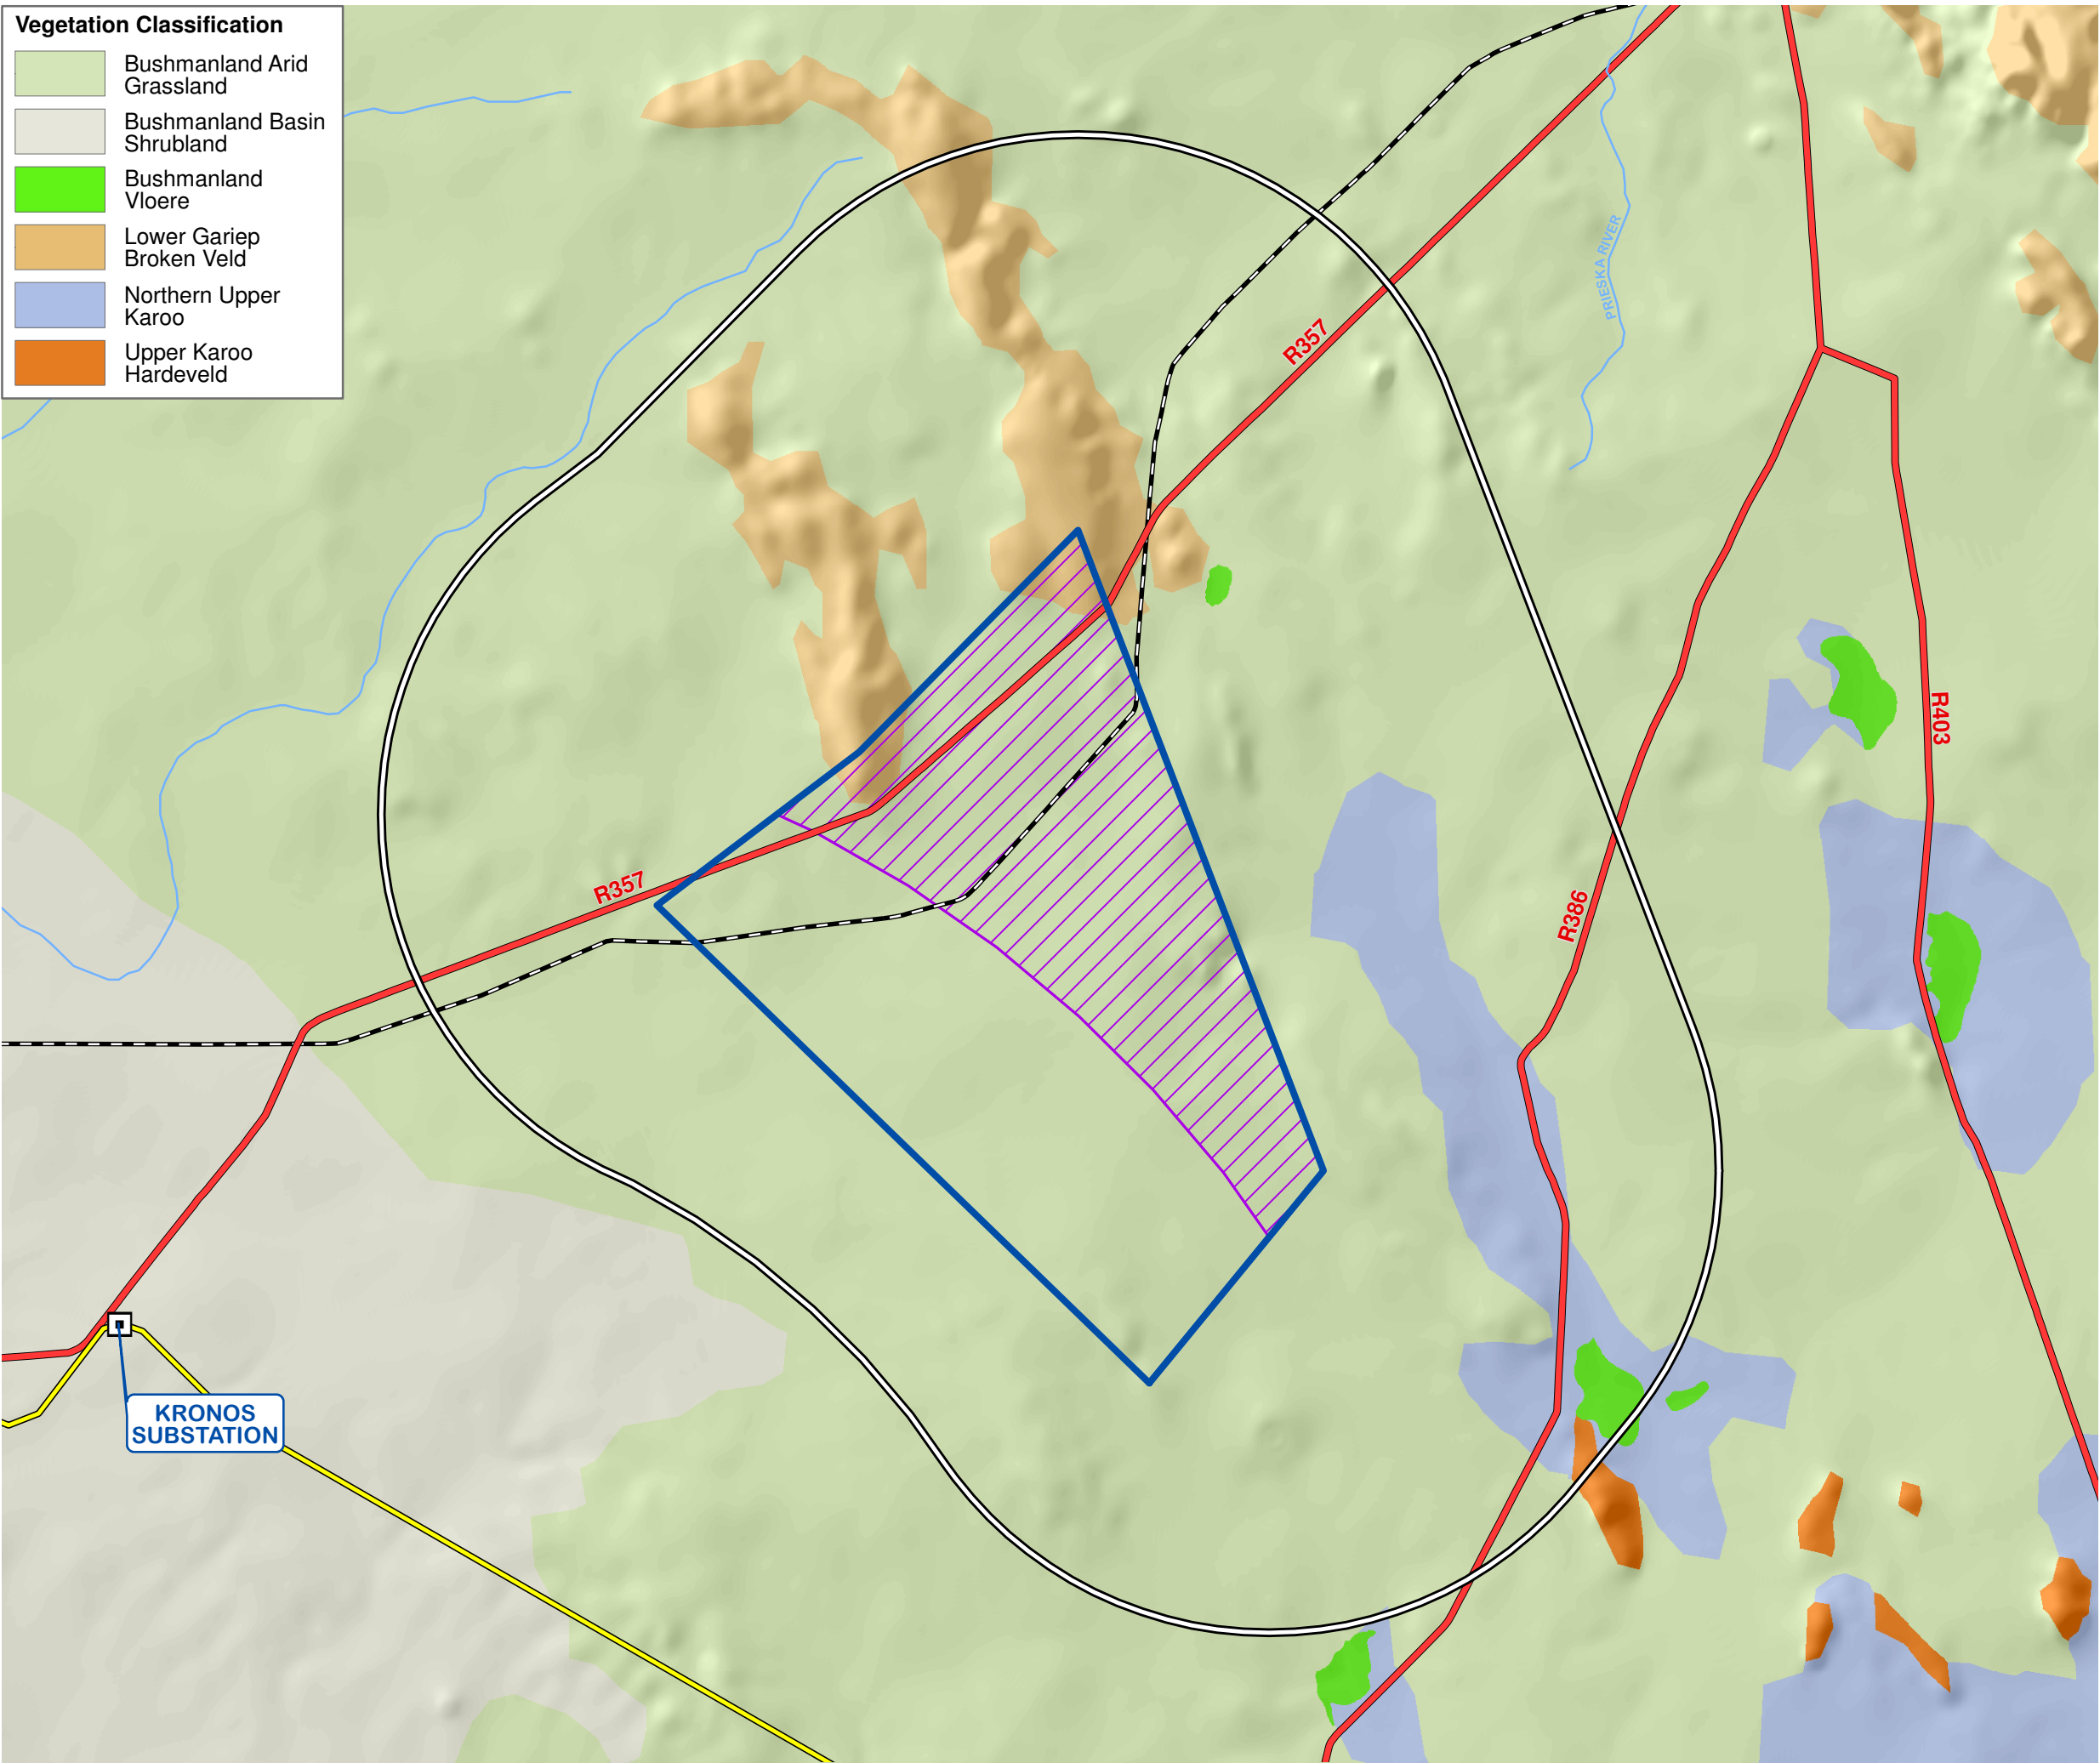 Vegetation Classification
Bushmanland Arid
Grassland
Bushmanland Basin
Shrubland
Bushmanland
Vloere
Lower Gariep
Broken Veld
Northern Upper
Karoo
Upper Karoo
Hardeveld
PRIESKA RIVER
R357
R403
R357
R386
KRONOS
SUBSTATION